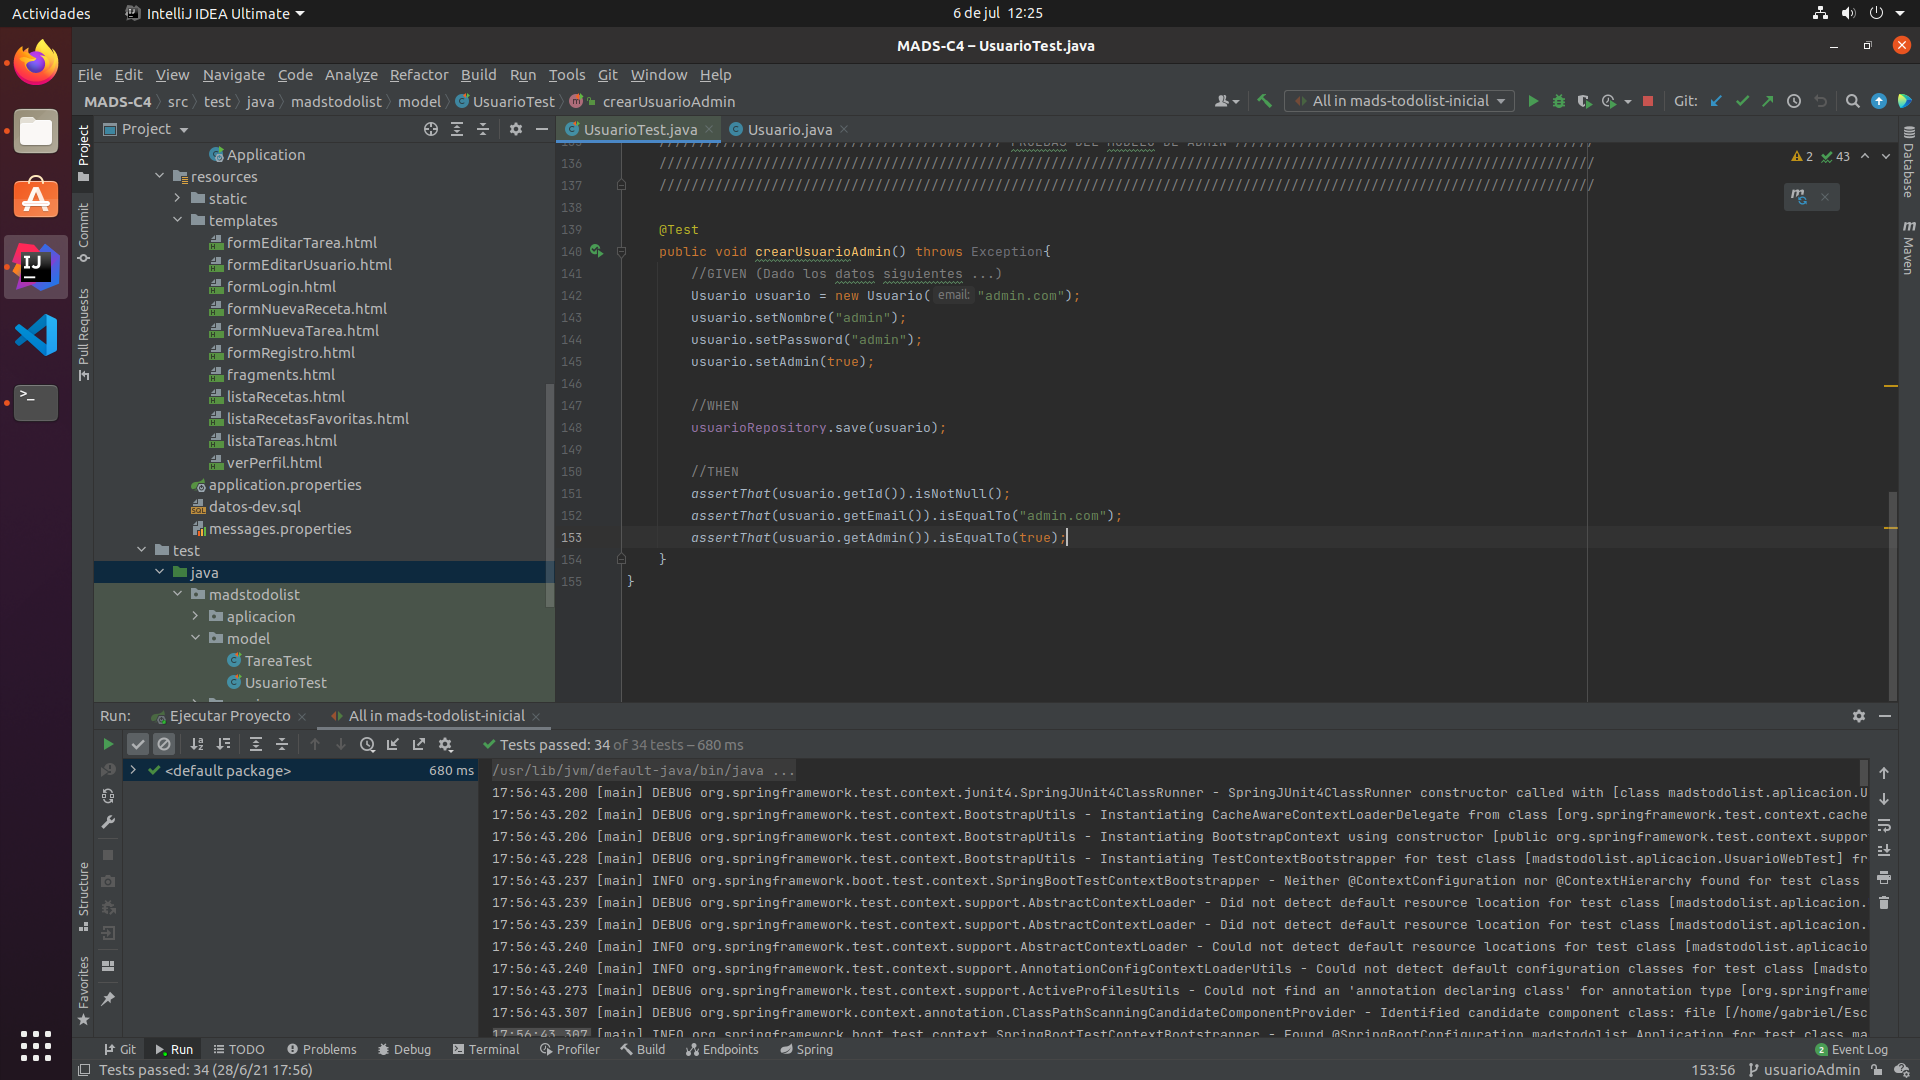 Actividades
IntelliJ IDEA Ultimate
6 de jul 12:25
MADS-C4 – UsuarioTest.java
File Edit View Navigate Code Analyze Refactor Build Run Tools Git Window Help
MADS-C4 src test java madstodolist model UsuarioTest crearUsuarioAdmin
All in mads-todolist-inicial
Git:
Project
UsuarioTest.java
Usuario.java
Application
resources
static
templates
formEditarTarea.html
formEditarUsuario.html
formLogin.html
formNuevaReceta.html
formNuevaTarea.html
formRegistro.html
fragments.html
listaRecetas.html
listaRecetasFavoritas.html
listaTareas.html
verPerfil.html
application.properties
datos-dev.sql
messages.properties
test
java
madstodolist
aplicacion
model
TareaTest
UsuarioTest
Project
Commit
Pull Requests
Structure
Favorites
Database
Maven
2 43
135 ////////////////////////////////////////// PRUEBAS DEL MODELO DE ADMIN /////////////////////////////////////////////
136 /////////////////////////////////////////////////////////////////////////////////////////////////////////////////////
137 /////////////////////////////////////////////////////////////////////////////////////////////////////////////////////
138
139 @Test
140 public void crearUsuarioAdmin() throws Exception{
141 //GIVEN (Dado los datos siguientes ...)
142 Usuario usuario = new Usuario( email: "admin.com");
143 usuario.setNombre("admin");
144 usuario.setPassword("admin");
145 usuario.setAdmin(true);
146
147 //WHEN
148 usuarioRepository.save(usuario);
149
150 //THEN
151 assertThat(usuario.getId()).isNotNull();
152 assertThat(usuario.getEmail()).isEqualTo("admin.com");
153 assertThat(usuario.getAdmin()).isEqualTo(true);
154 }
155 }
Run: Ejecutar Proyecto All in mads-todolist-inicial
Tests passed: 34 of 34 tests – 680 ms
<default package> 680 ms
/usr/lib/jvm/default-java/bin/java ...
17:56:43.200 [main] DEBUG org.springframework.test.context.junit4.SpringJUnit4ClassRunner - SpringJUnit4ClassRunner constructor called with [class madstodolist.aplicacion.U
17:56:43.202 [main] DEBUG org.springframework.test.context.BootstrapUtils - Instantiating CacheAwareContextLoaderDelegate from class [org.springframework.test.context.cache
17:56:43.206 [main] DEBUG org.springframework.test.context.BootstrapUtils - Instantiating BootstrapContext using constructor [public org.springframework.test.context.suppor
17:56:43.228 [main] DEBUG org.springframework.test.context.BootstrapUtils - Instantiating TestContextBootstrapper for test class [madstodolist.aplicacion.UsuarioWebTest] fr
17:56:43.237 [main] INFO org.springframework.boot.test.context.SpringBootTestContextBootstrapper - Neither @ContextConfiguration nor @ContextHierarchy found for test class
17:56:43.239 [main] DEBUG org.springframework.test.context.support.AbstractContextLoader - Did not detect default resource location for test class [madstodolist.aplicacion.
17:56:43.239 [main] DEBUG org.springframework.test.context.support.AbstractContextLoader - Did not detect default resource location for test class [madstodolist.aplicacion.
17:56:43.240 [main] INFO org.springframework.test.context.support.AbstractContextLoader - Could not detect default resource locations for test class [madstodolist.aplicacio
17:56:43.240 [main] INFO org.springframework.test.context.support.AnnotationConfigContextLoaderUtils - Could not detect default configuration classes for test class [madsto
17:56:43.273 [main] DEBUG org.springframework.test.context.support.ActiveProfilesUtils - Could not find an 'annotation declaring class' for annotation type [org.springframe
17:56:43.307 [main] DEBUG org.springframework.context.annotation.ClassPathScanningCandidateComponentProvider - Identified candidate component class: file [/home/gabriel/Esc
17:56:43.307 [main] INFO org.springframework.boot.test.context.SpringBootTestContextBootstrapper - Found @SpringBootConfiguration madstodolist.Application for test class ma
Git Run TODO Problems Debug Terminal Profiler Build Endpoints Spring
2 Event Log
Tests passed: 34 (28/6/21 17:56)
153:56 usuarioAdmin